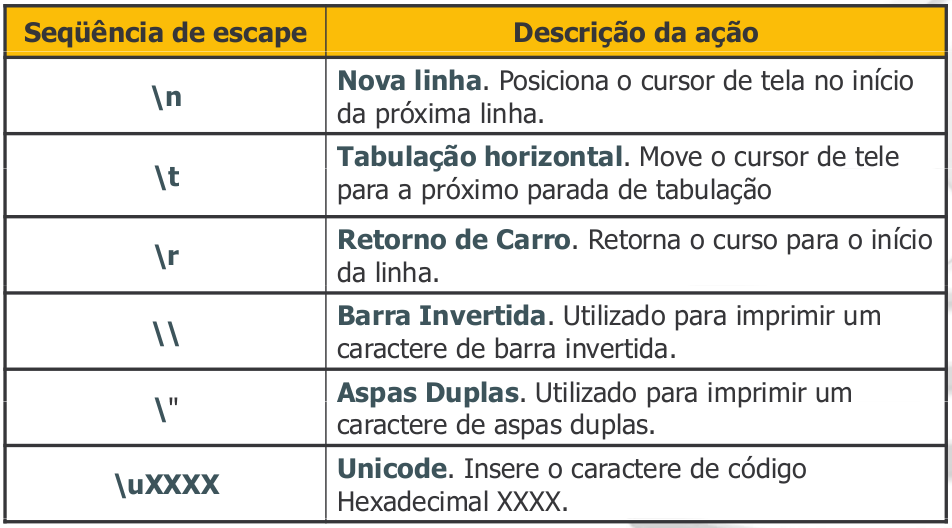 Seqüência de escape
Descrição da ação
\n
Nova linha. Posiciona o cursor de tela no início
da próxima linha.
\t
Tabulação horizontal. Move o cursor de tele
para a próximo parada de tabulação
\r
Retorno de Carro. Retorna o curso para o início
da linha.
\\
Barra Invertida. Utilizado para imprimir um
caractere de barra invertida.
\"
Aspas Duplas. Utilizado para imprimir um
caractere de aspas duplas.
\uXXXX
Unicode. Insere o caractere de código
Hexadecimal XXXX.